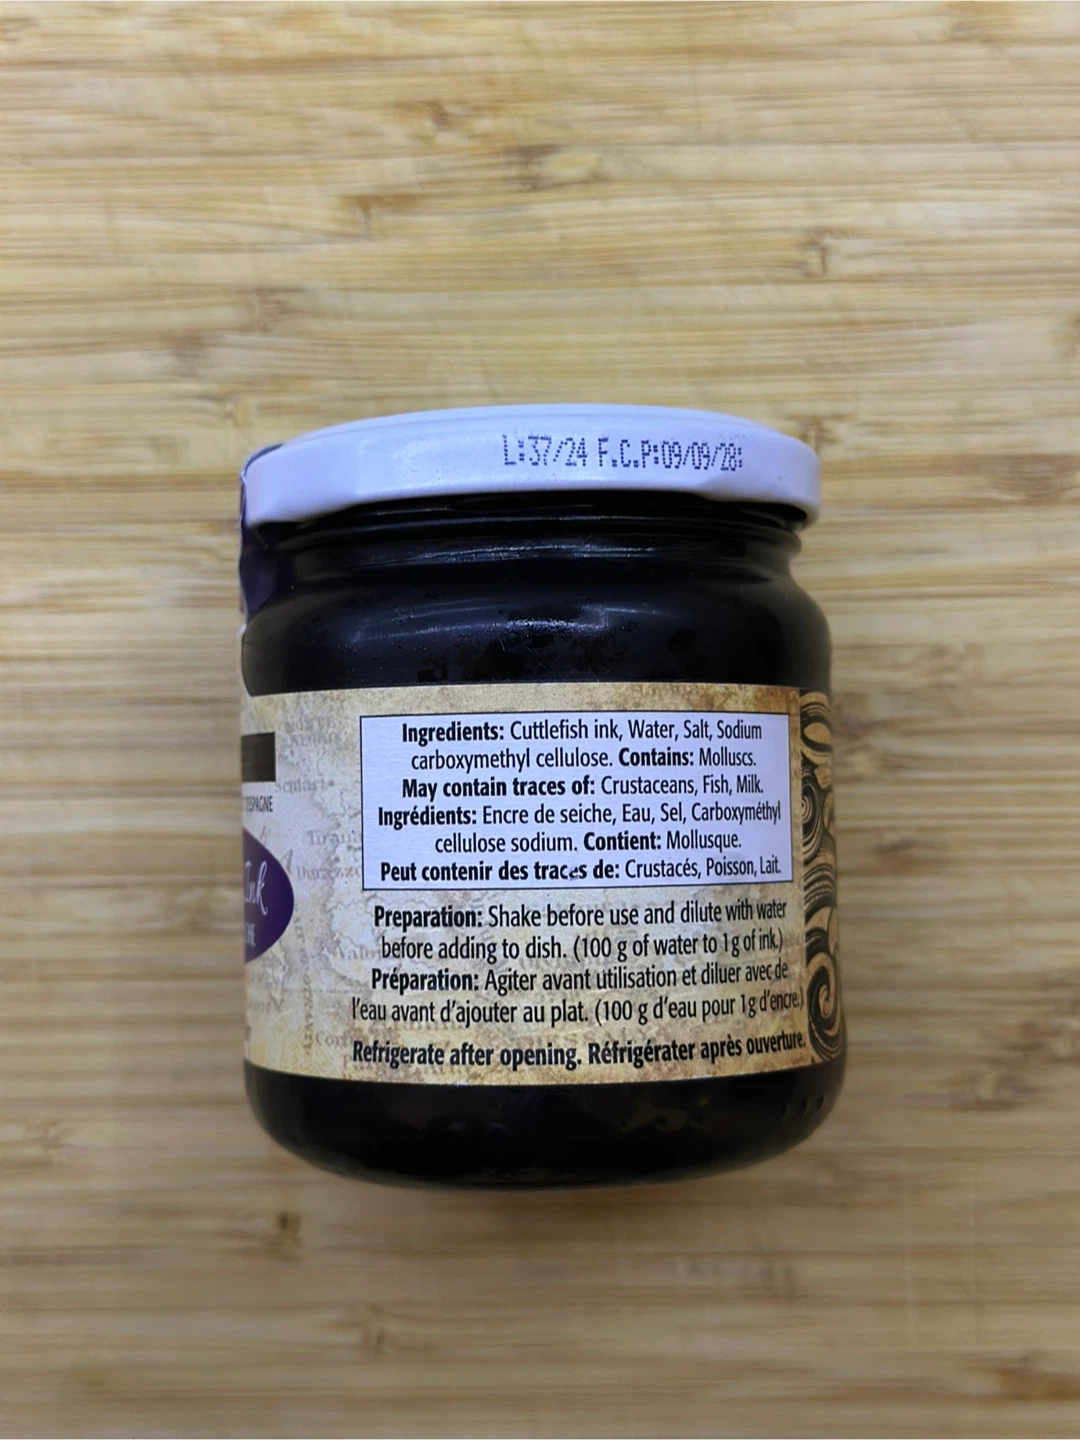 L:37/24 F.C.P:09/09/28:
Ingredients: Cuttlefish ink, Water, Salt, Sodium
carboxymethyl cellulose. Contains: Molluscs.
May contain traces of: Crustaceans, Fish, Milk.
Ingrédients: Encre de seiche, Eau, Sel, Carboxyméthyl
cellulose sodium. Contient: Mollusque.
Peut contenir des traces de: Crustacés, Poisson, Lait.
Preparation: Shake before use and dilute with water
before adding to dish. (100 g of water to 1g of ink.)
Préparation: Agiter avant utilisation et diluer avec de
l'eau avant d'ajouter au plat. (100 g d'eau pour 1g d'encre.)
Refrigerate after opening. Réfrigérater après ouverture.
Ink